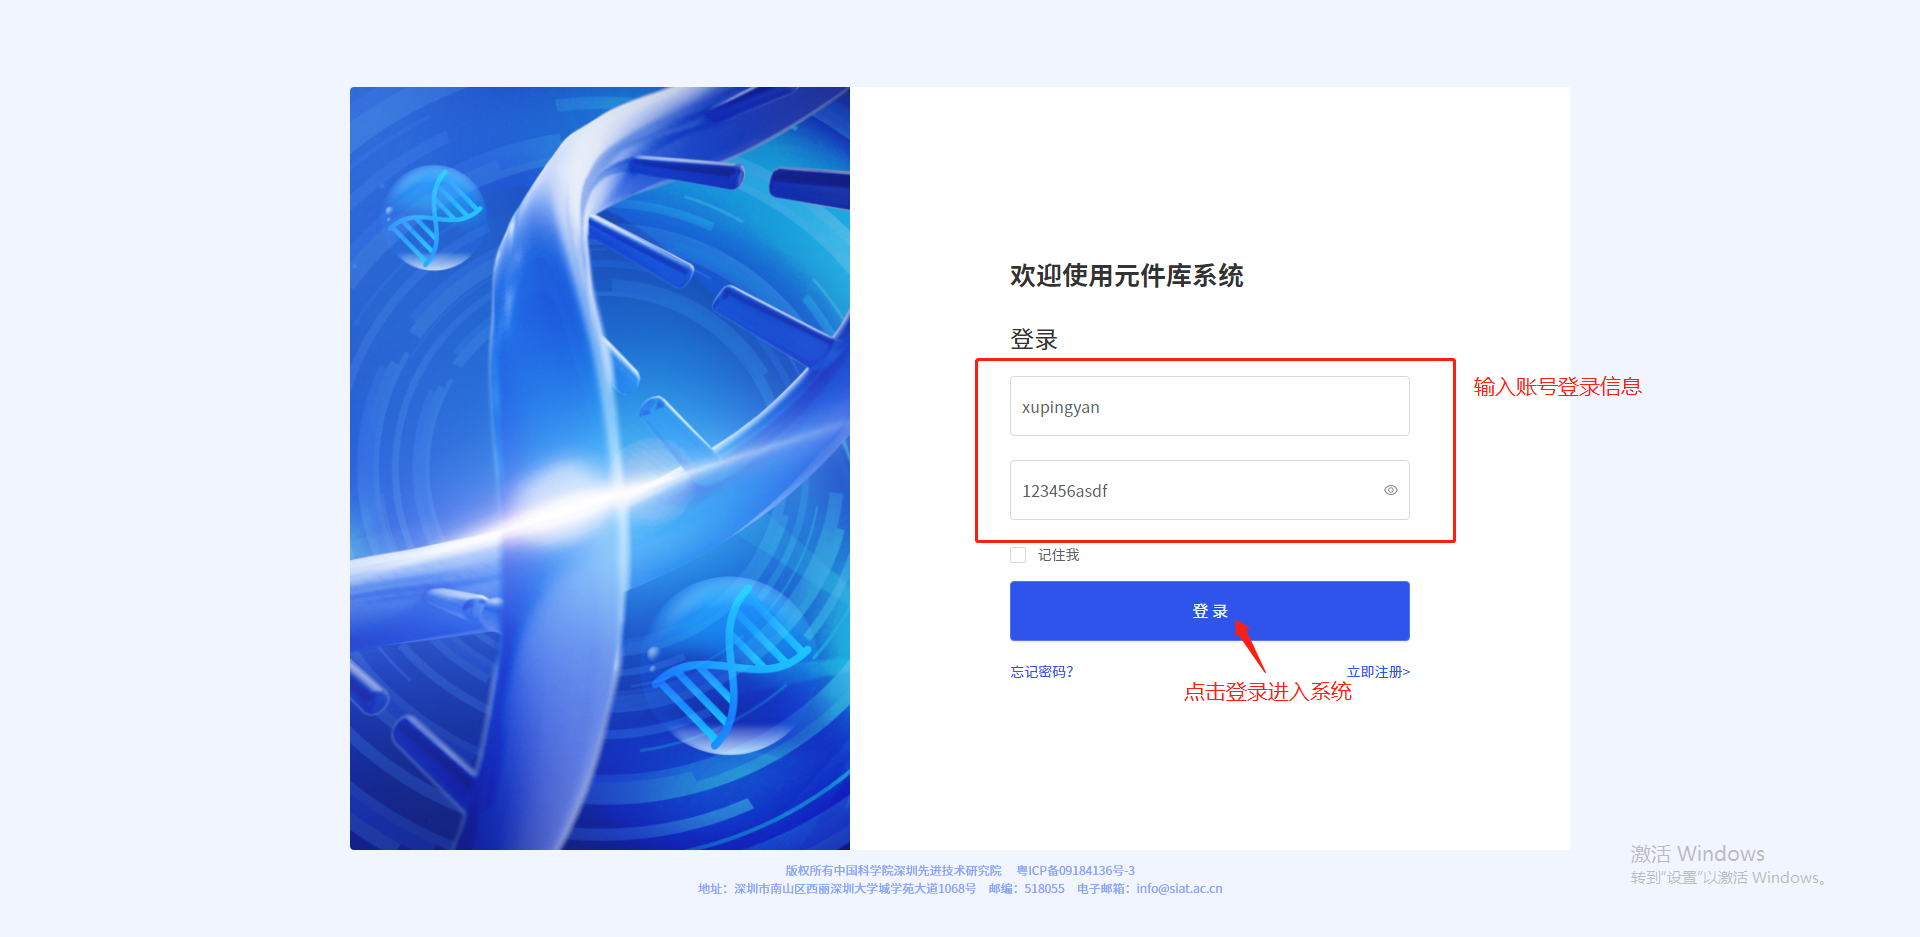 欢迎使用元件库系统
登录
输入账号登录信息
xupingyan
123456asdf
记住我
登 录
忘记密码?
立即注册>
点击登录进入系统
激活 Windows
转到“设置”以激活 Windows。
版权所有中国科学院深圳先进技术研究院 粤ICP备09184136号-3
地址：深圳市南山区西丽深圳大学城学苑大道1068号 邮编：518055 电子邮箱：info@siat.ac.cn